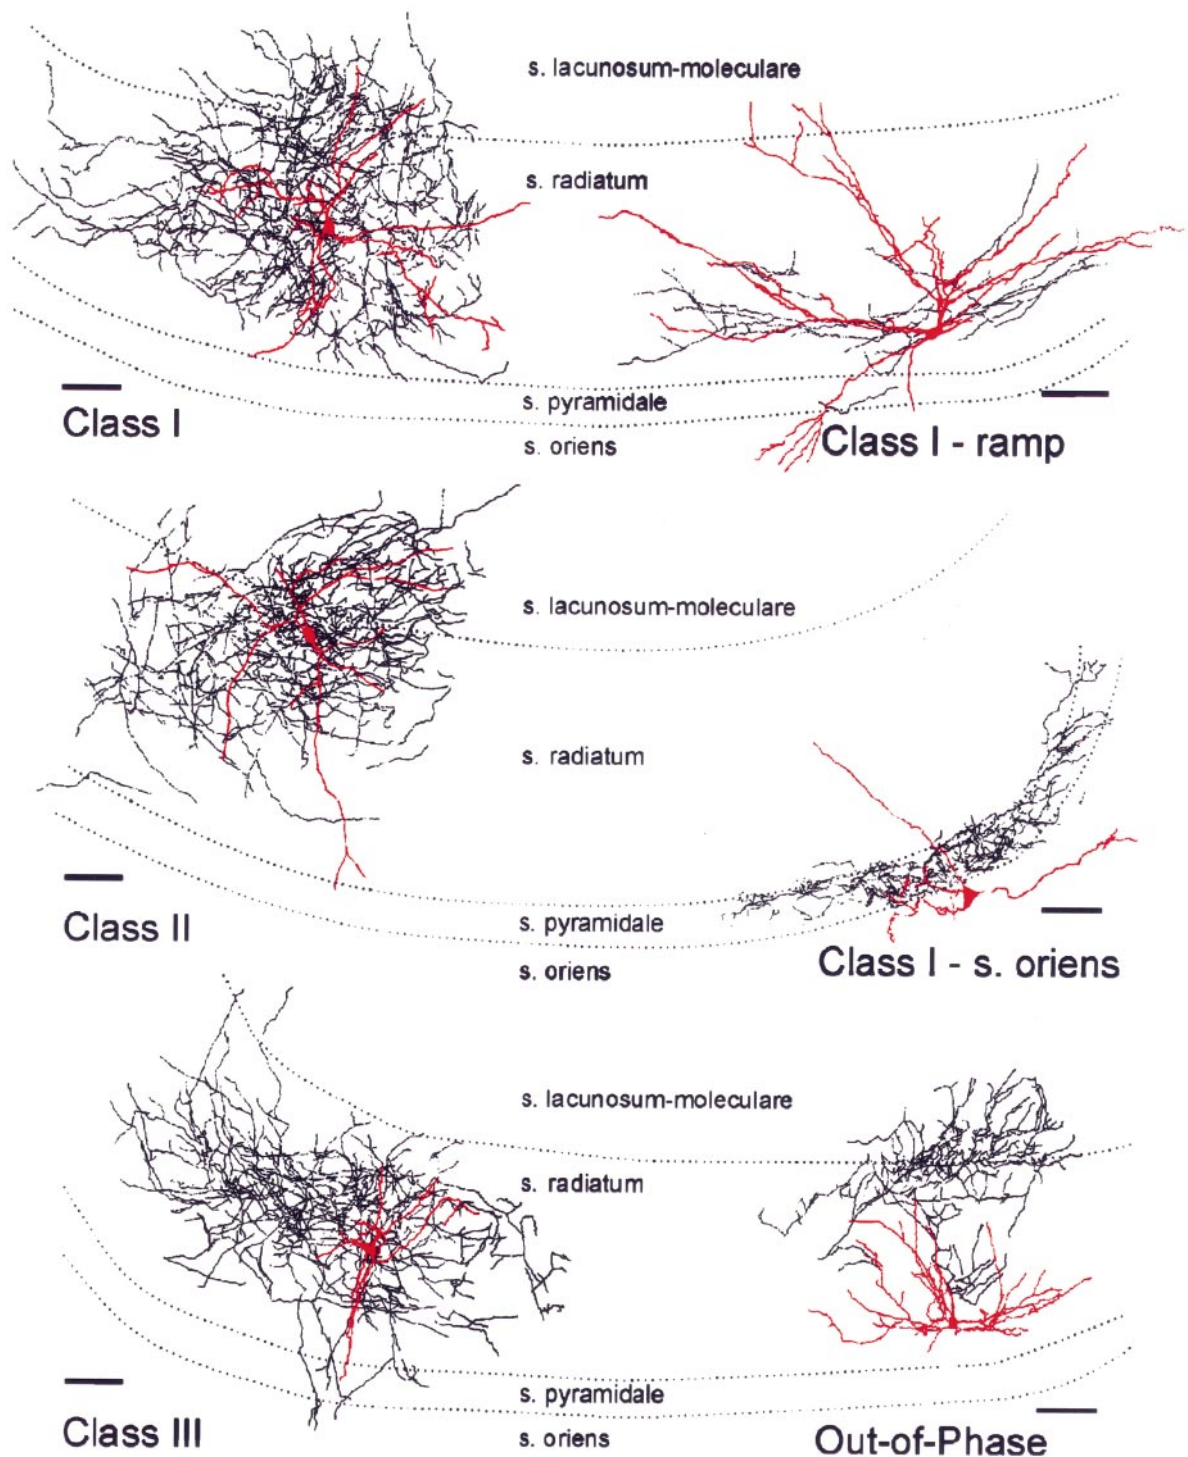 s. lacunosum-moleculare
s. radiatum
s. pyramidale
Class I
s. oriens
Class I - ramp
s. lacunosum-moleculare
s. radiatum
s. pyramidale
Class II
s. oriens
Class I - s. oriens
s. lacunosum-moleculare
s. radiatum
s. pyramidale
Class III
s. oriens
Out-of-Phase